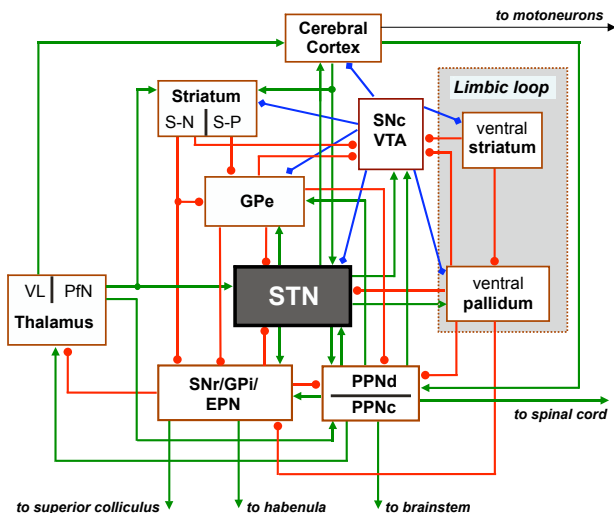 to motoneurons
Cerebral
Cortex
Limbic loop
Striatum
S-N | S-P
SNc
VTA
ventral
striatum
GPe
STN
ventral
pallidum
VL | PfN
Thalamus
SNr/GPi/
EPN
PPNd
PPNc
to spinal cord
to superior colliculus
to habenula
to brainstem